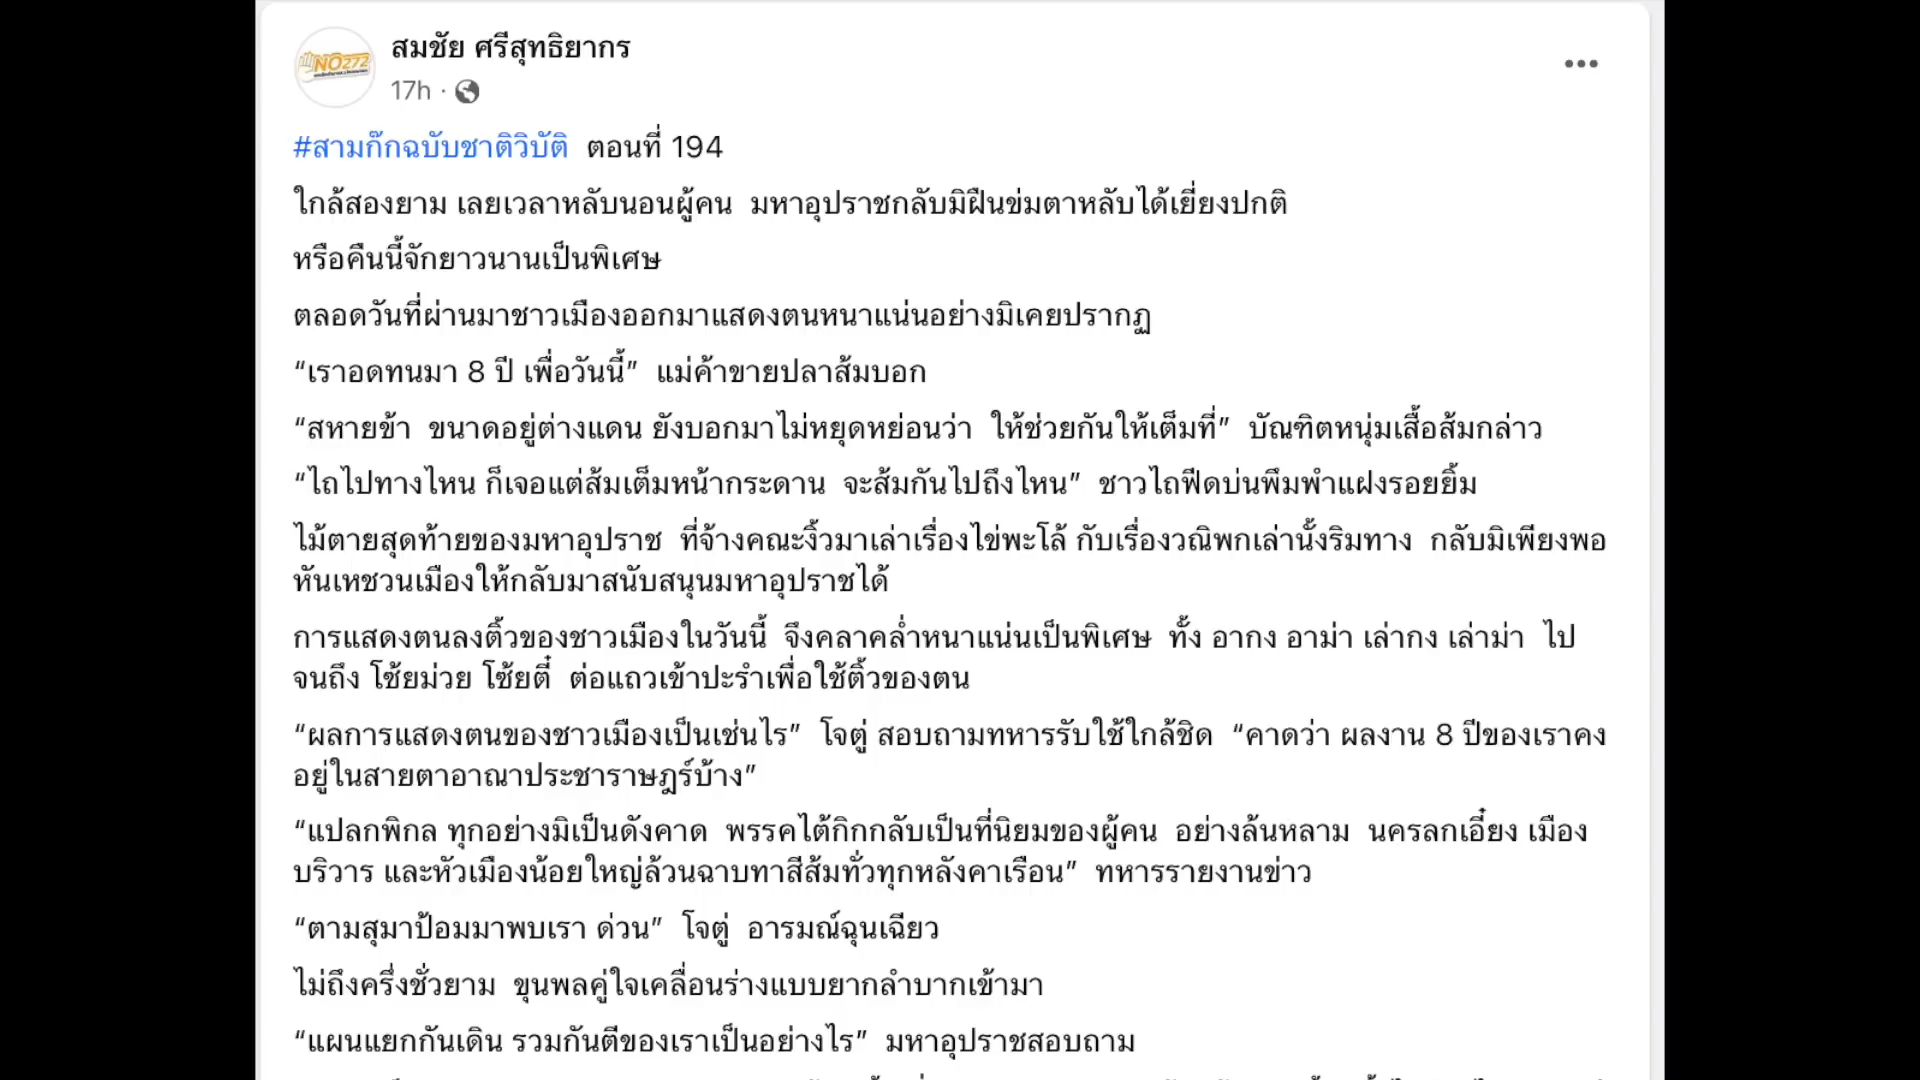 NO272
สมชัย ศรีสุทธิยากร
17h ·
#สามก๊กฉบับชาติวิบัติ ตอนที่ 194
ใกล้สองยาม เลยเวลาหลับนอนผู้คน มหาอุปราชกลับมิฝืนข่มตาหลับได้เยี่ยงปกติ
หรือคืนนี้จักยาวนานเป็นพิเศษ
ตลอดวันที่ผ่านมาชาวเมืองออกมาแสดงตนหนาแน่นอย่างมิเคยปรากฏ
“เราอดทนมา 8 ปี เพื่อวันนี้” แม่ค้าขายปลาส้มบอก
“สหายข้า ขนาดอยู่ต่างแดน ยังบอกมาไม่หยุดหย่อนว่า ให้ช่วยกันให้เต็มที่” บัณฑิตหนุ่มเสื้อส้มกล่าว
“ไถไปทางไหน ก็เจอแต่ส้มเต็มหน้ากระดาน จะส้มกันไปถึงไหน” ชาวไถฟีดบ่นพึมพำแฝงรอยยิ้ม
ไม้ตายสุดท้ายของมหาอุปราช ที่จ้างคณะงิ้วมาเล่าเรื่องไข่พะโล้ กับเรื่องวณิพกเล่านั้งริมทาง กลับมิเพียงพอ
หันเหชวนเมืองให้กลับมาสนับสนุนมหาอุปราชได้
การแสดงตนลงติ้วของชาวเมืองในวันนี้ จึงคลาคล่ำหนาแน่นเป็นพิเศษ ทั้ง อากง อาม่า เล่ากง เล่าม่า ไป
จนถึง โซ้ยม่วย โซ้ยตี๋ ต่อแถวเข้าปะรำเพื่อใช้ติ้วของตน
“ผลการแสดงตนของชาวเมืองเป็นเช่นไร” โจตู่ สอบถามทหารรับใช้ใกล้ชิด “คาดว่า ผลงาน 8 ปีของเราคง
อยู่ในสายตาอาณาประชาราษฎร์บ้าง”
“แปลกพิกล ทุกอย่างมิเป็นดังคาด พรรคไต้กิกกลับเป็นที่นิยมของผู้คน อย่างล้นหลาม นครลกเอี๋ยง เมือง
บริวาร และหัวเมืองน้อยใหญ่ล้วนฉาบทาสีส้มทั่วทุกหลังคาเรือน” ทหารรายงานข่าว
“ตามสุมาป้อมมาพบเรา ด่วน” โจตู่ อารมณ์ฉุนเฉียว
ไม่ถึงครึ่งชั่วยาม ขุนพลคู่ใจเคลื่อนร่างแบบยากลำบากเข้ามา
“แผนแยกกันเดิน รวมกันตีของเราเป็นอย่างไร” มหาอุปราชสอบถาม